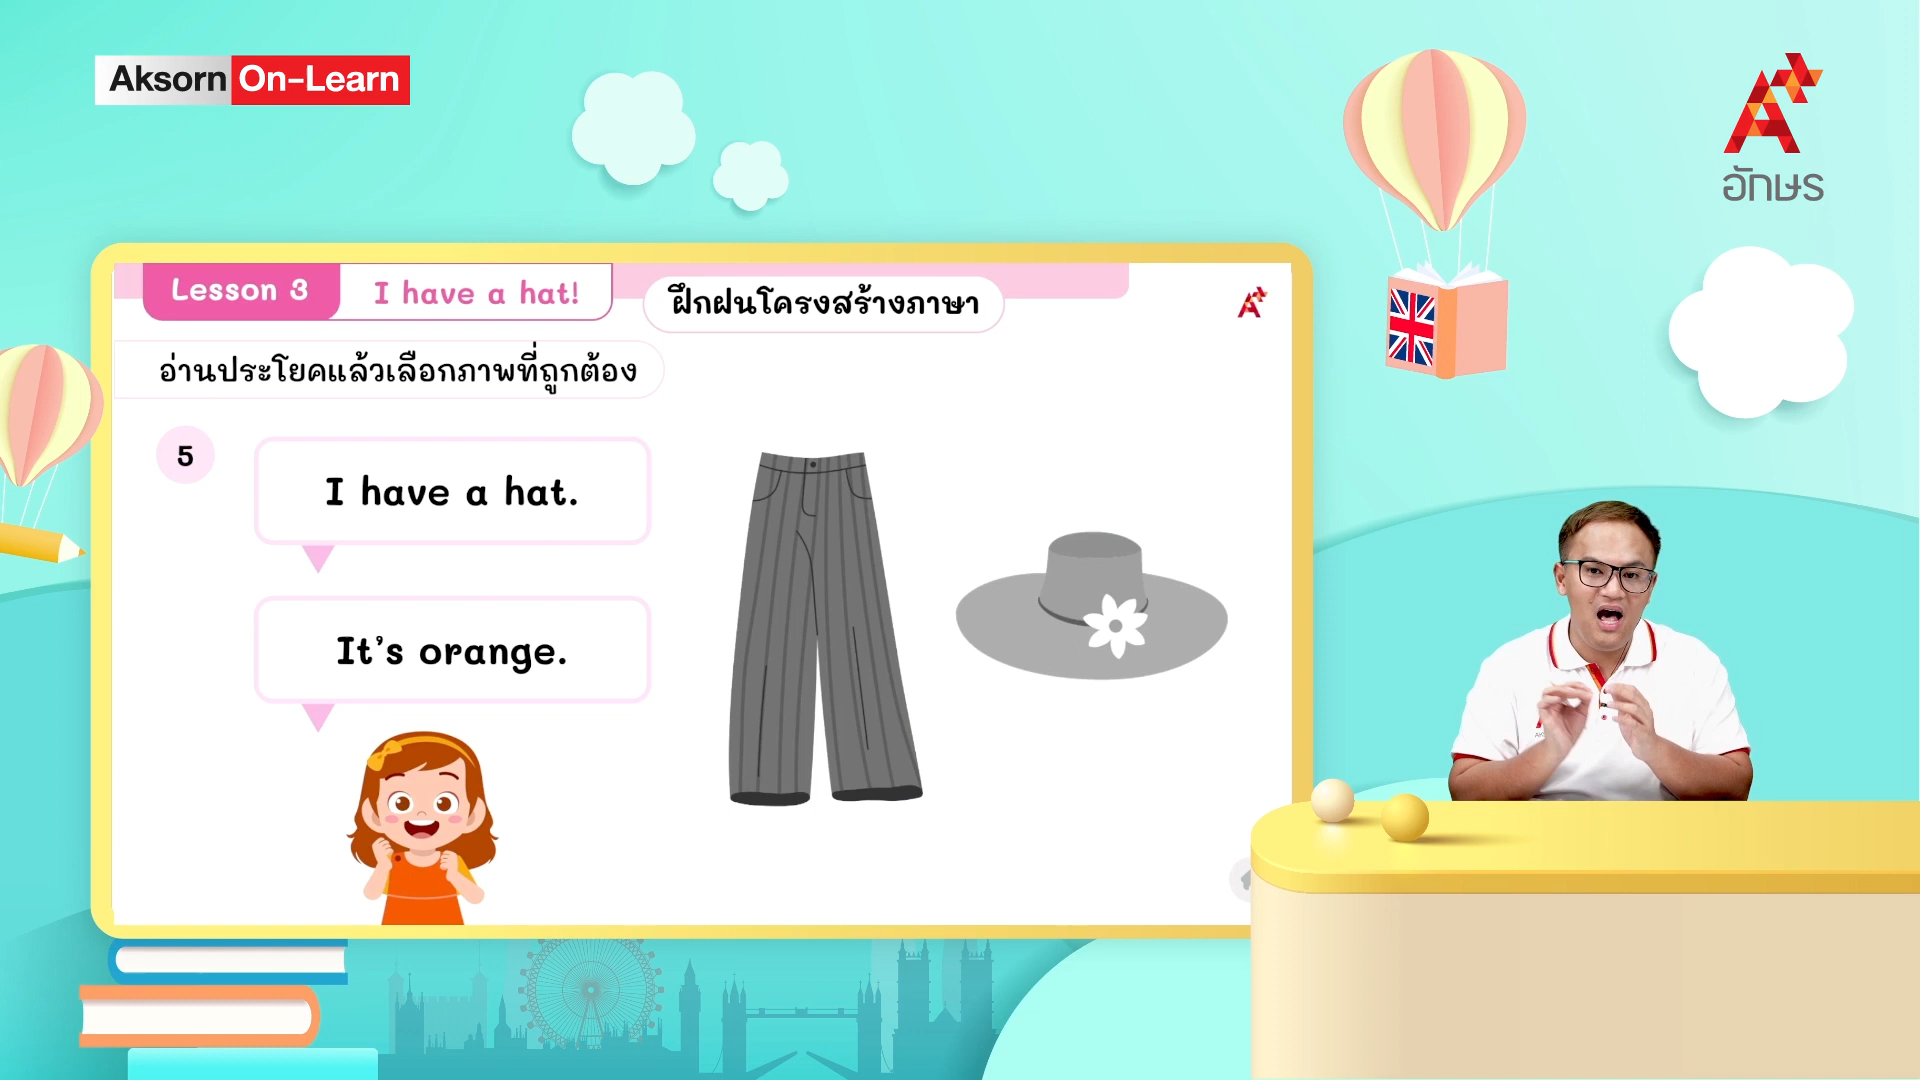 Aksorn On-Learn
อักษร
Lesson 3
I have a hat!
ฝึกฝนโครงสร้างภาษา
อ่านประโยคแล้วเลือกภาพที่ถูกต้อง
5
I have a hat.
It's orange.